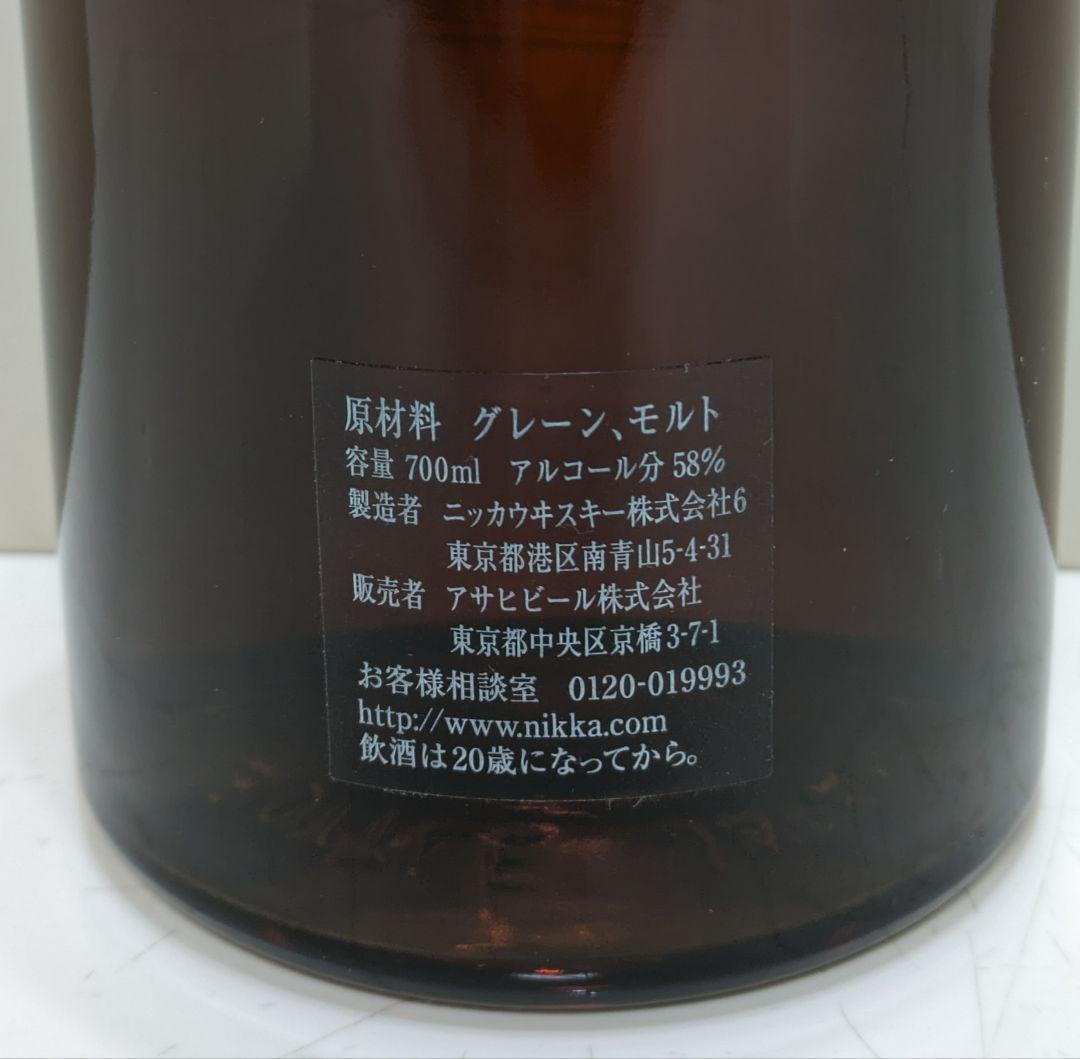 原材料 グレーン、モルト
容量 700ml アルコール分 58%
製造者 ニッカウヰスキー株式会社6
東京都港区南青山5-4-31
販売者 アサヒビール株式会社
東京都中央区京橋3-7-1
お客様相談室 0120-019993
http://www.nikka.com
飲酒は20歳になってから。